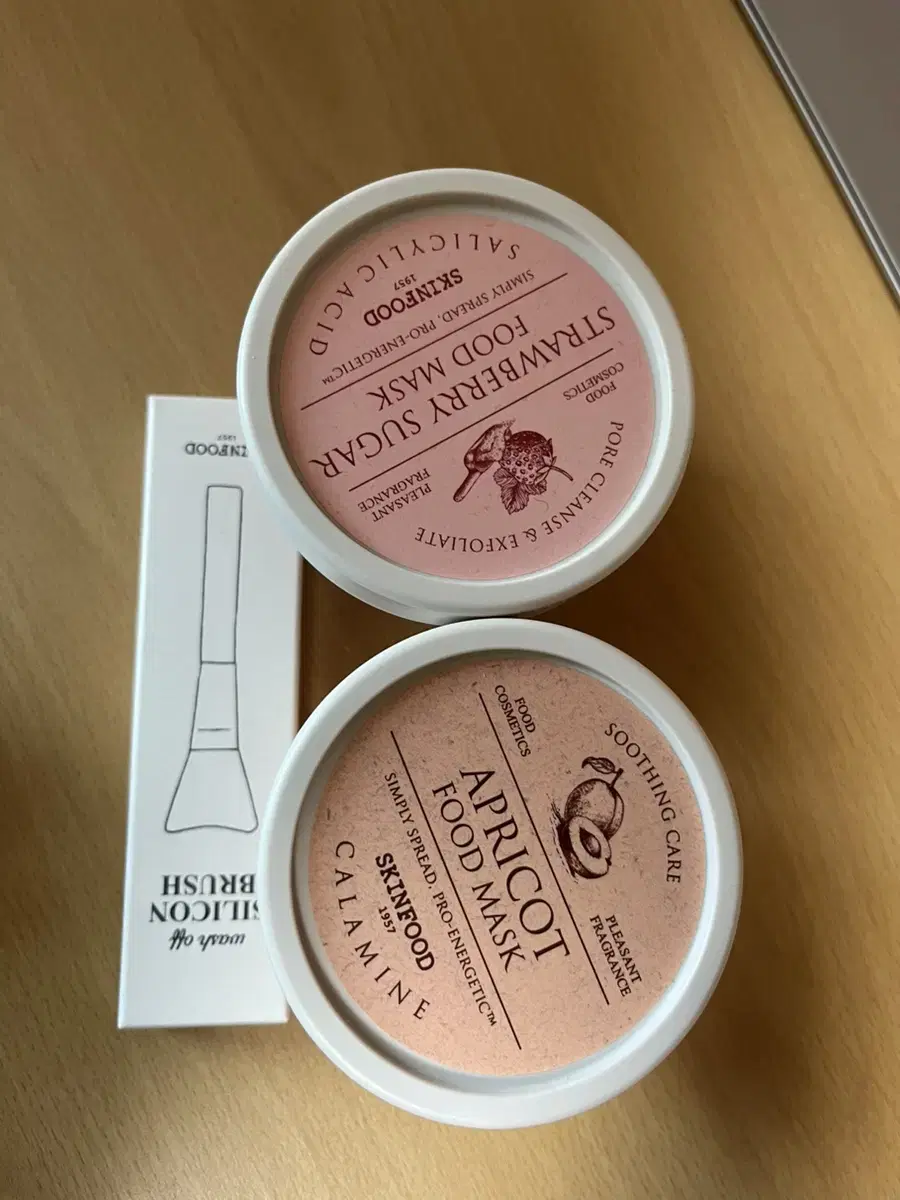 PORE CLEANSE & EXFOLIATE
PLEASANT FRAGRANCE
FOOD COSMETICS
STRAWBERRY SUGAR
FOOD MASK
SIMPLY SPREAD, PRO-ENERGETIC™
SKINFOOD
1957
SALICYLIC ACID
SOOTHING CARE
FOOD COSMETICS
PLEASANT FRAGRANCE
APRICOT
FOOD MASK
SIMPLY SPREAD, PRO-ENERGETIC™
SKINFOOD
1957
CALAMINE
wash off
SILICON
BRUSH
KINFOOD
1957